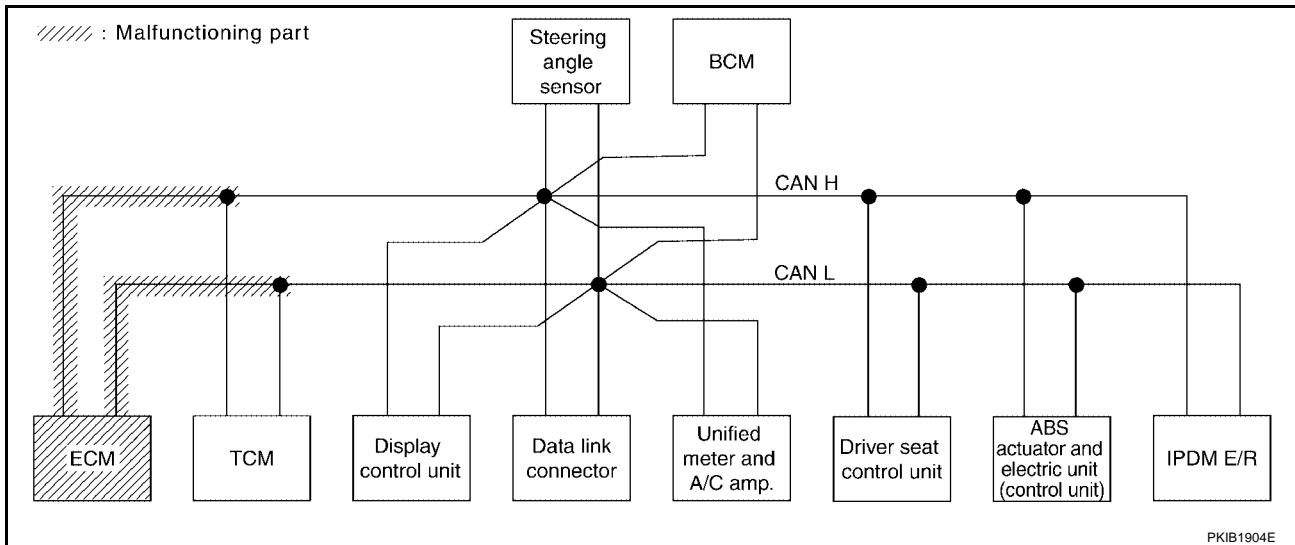 : Malfunctioning part
Steering
angle
sensor
BCM
CAN H
CAN L
ECM
TCM
Display
control unit
Data link
connector
Unified
meter and
A/C amp.
Driver seat
control unit
ABS
actuator and
electric unit
(control unit)
IPDM E/R
PKIB1904E